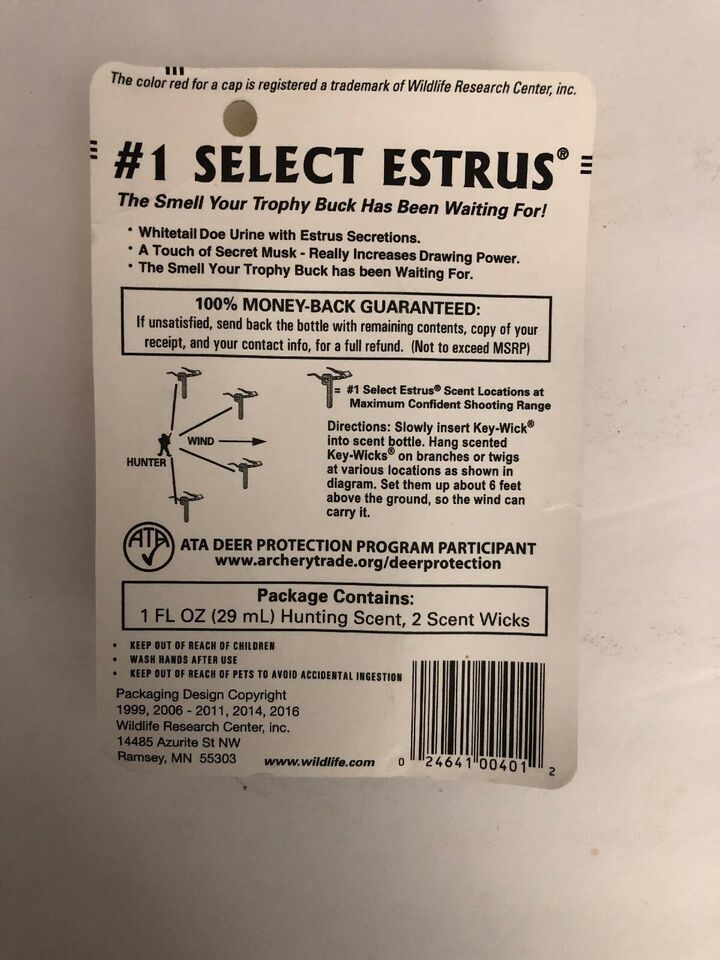 The color red for a cap is registered a trademark of Wildlife Research Center, inc.
#1 SELECT ESTRUS®
The Smell Your Trophy Buck Has Been Waiting For!
• Whitetail Doe Urine with Estrus Secretions.
• A Touch of Secret Musk - Really Increases Drawing Power.
• The Smell Your Trophy Buck has been Waiting For.
100% MONEY-BACK GUARANTEED:
If unsatisfied, send back the bottle with remaining contents, copy of your
receipt, and your contact info, for a full refund. (Not to exceed MSRP)
WIND
HUNTER
= #1 Select Estrus® Scent Locations at
Maximum Confident Shooting Range
Directions: Slowly insert Key-Wick®
into scent bottle. Hang scented
Key-Wicks® on branches or twigs
at various locations as shown in
diagram. Set them up about 6 feet
above the ground, so the wind can
carry it.
ATA
ATA DEER PROTECTION PROGRAM PARTICIPANT
www.archerytrade.org/deerprotection
Package Contains:
1 FL OZ (29 mL) Hunting Scent, 2 Scent Wicks
• KEEP OUT OF REACH OF CHILDREN
• WASH HANDS AFTER USE
• KEEP OUT OF REACH OF PETS TO AVOID ACCIDENTAL INGESTION
Packaging Design Copyright
1999, 2006 - 2011, 2014, 2016
Wildlife Research Center, inc.
14485 Azurite St NW
Ramsey, MN 55303
www.wildlife.com
0 24641 00401 2